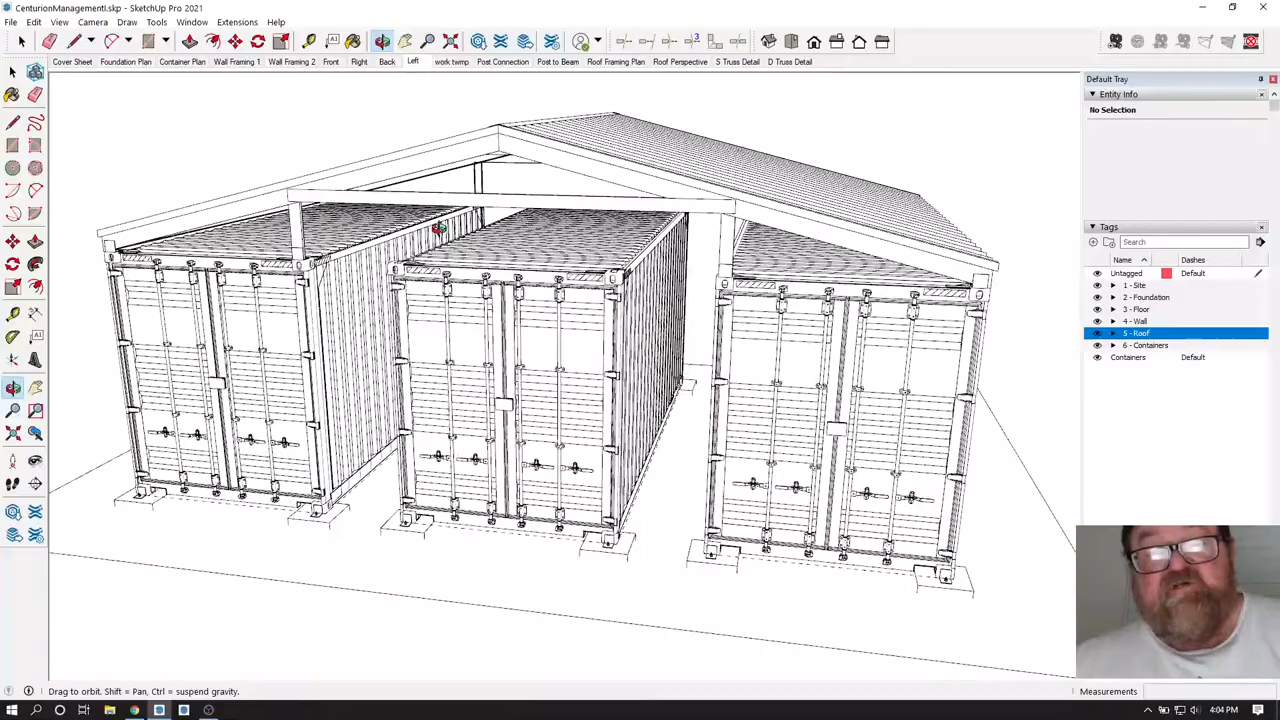 CenturionManagementI.skp - SketchUp Pro 2021
File Edit View Camera Draw Tools Window Extensions Help
Cover Sheet Foundation Plan Container Plan Wall Framing 1 Wall Framing 2 Front Right Back Left work twmp Post Connection Post to Beam Roof Framing Plan Roof Perspective S Truss Detail D Truss Detail
Default Tray
Entity Info
No Selection
Tags
Search
Name Dashes
Untagged Default
1 - Site
2 - Foundation
3 - Floor
4 - Wall
5 - Roof
6 - Containers
Containers Default
Drag to orbit. Shift = Pan, Ctrl = suspend gravity.
Measurements
4:04 PM